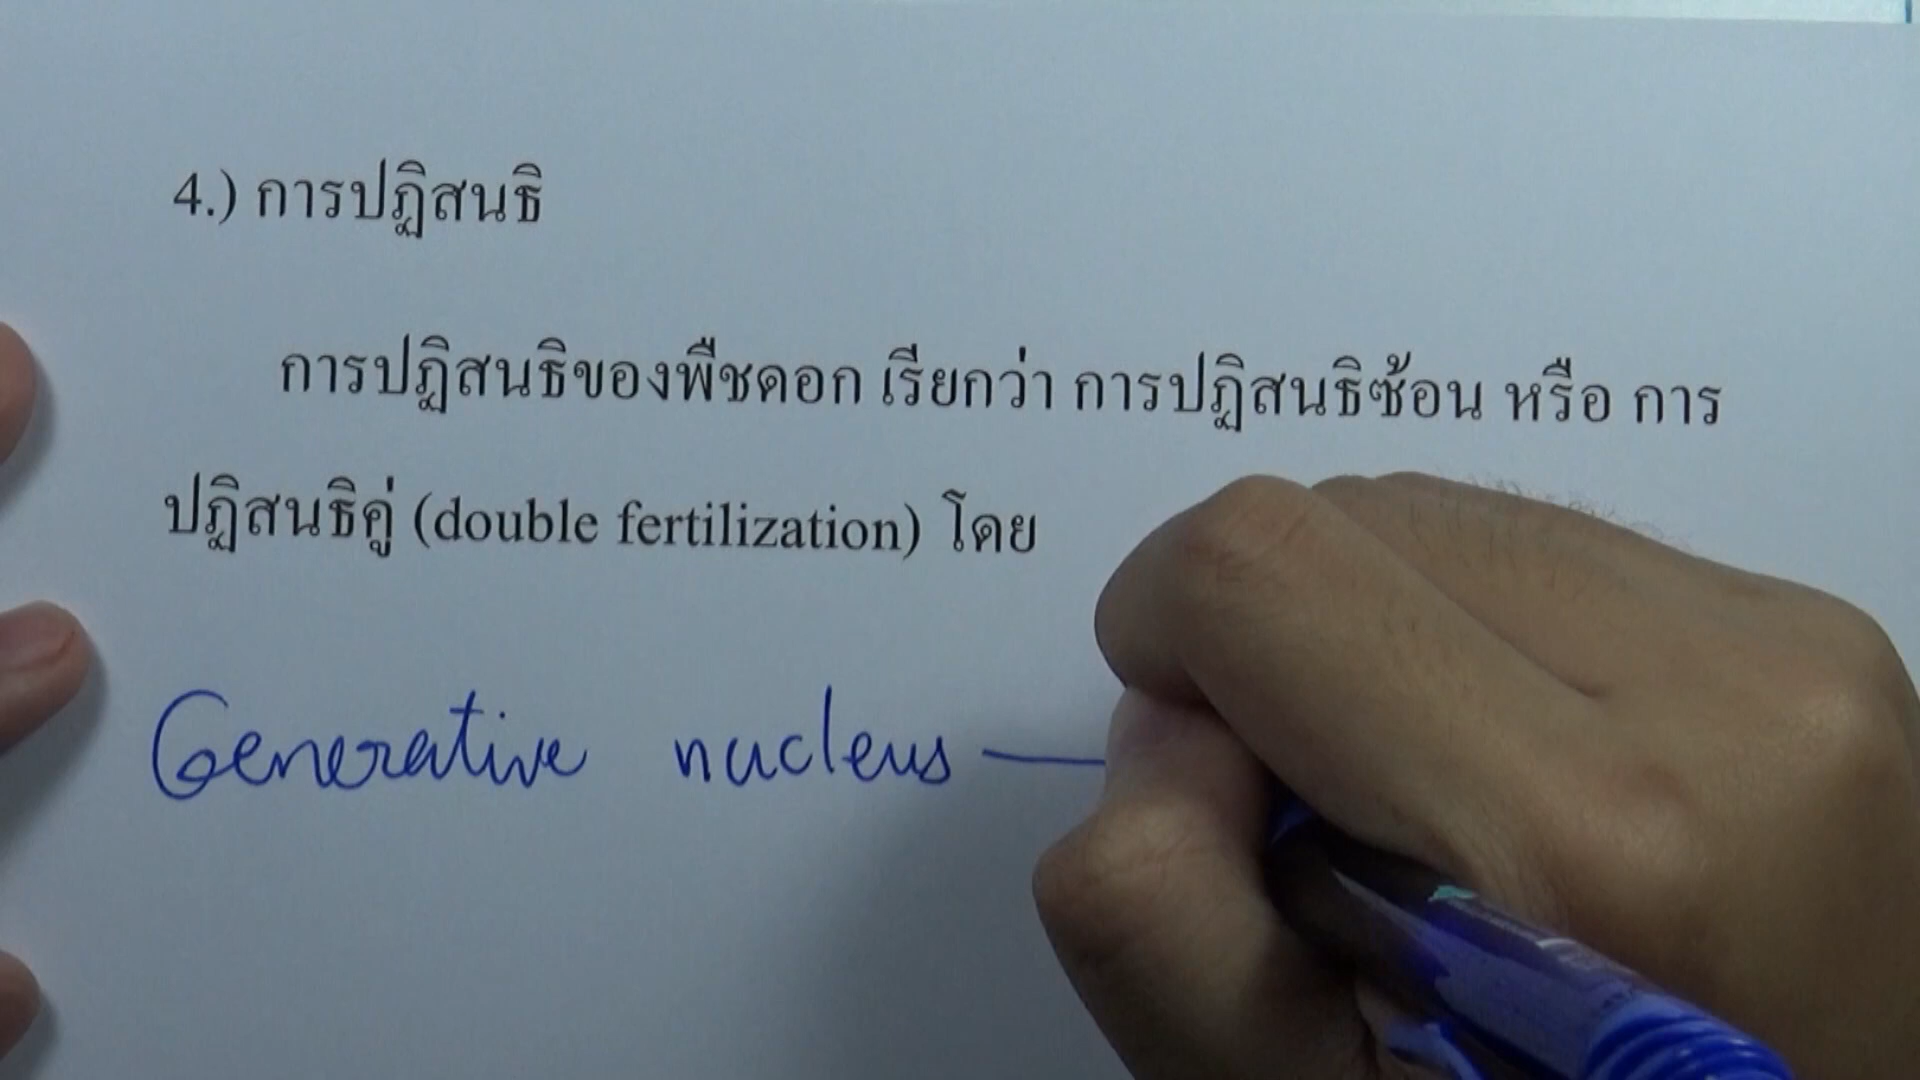 4.) การปฏิสนธิ
การปฏิสนธิของพืชดอก เรียกว่า การปฏิสนธิซ้อน หรือ การ
ปฏิสนธิคู่ (double fertilization) โดย
Generative nucleus